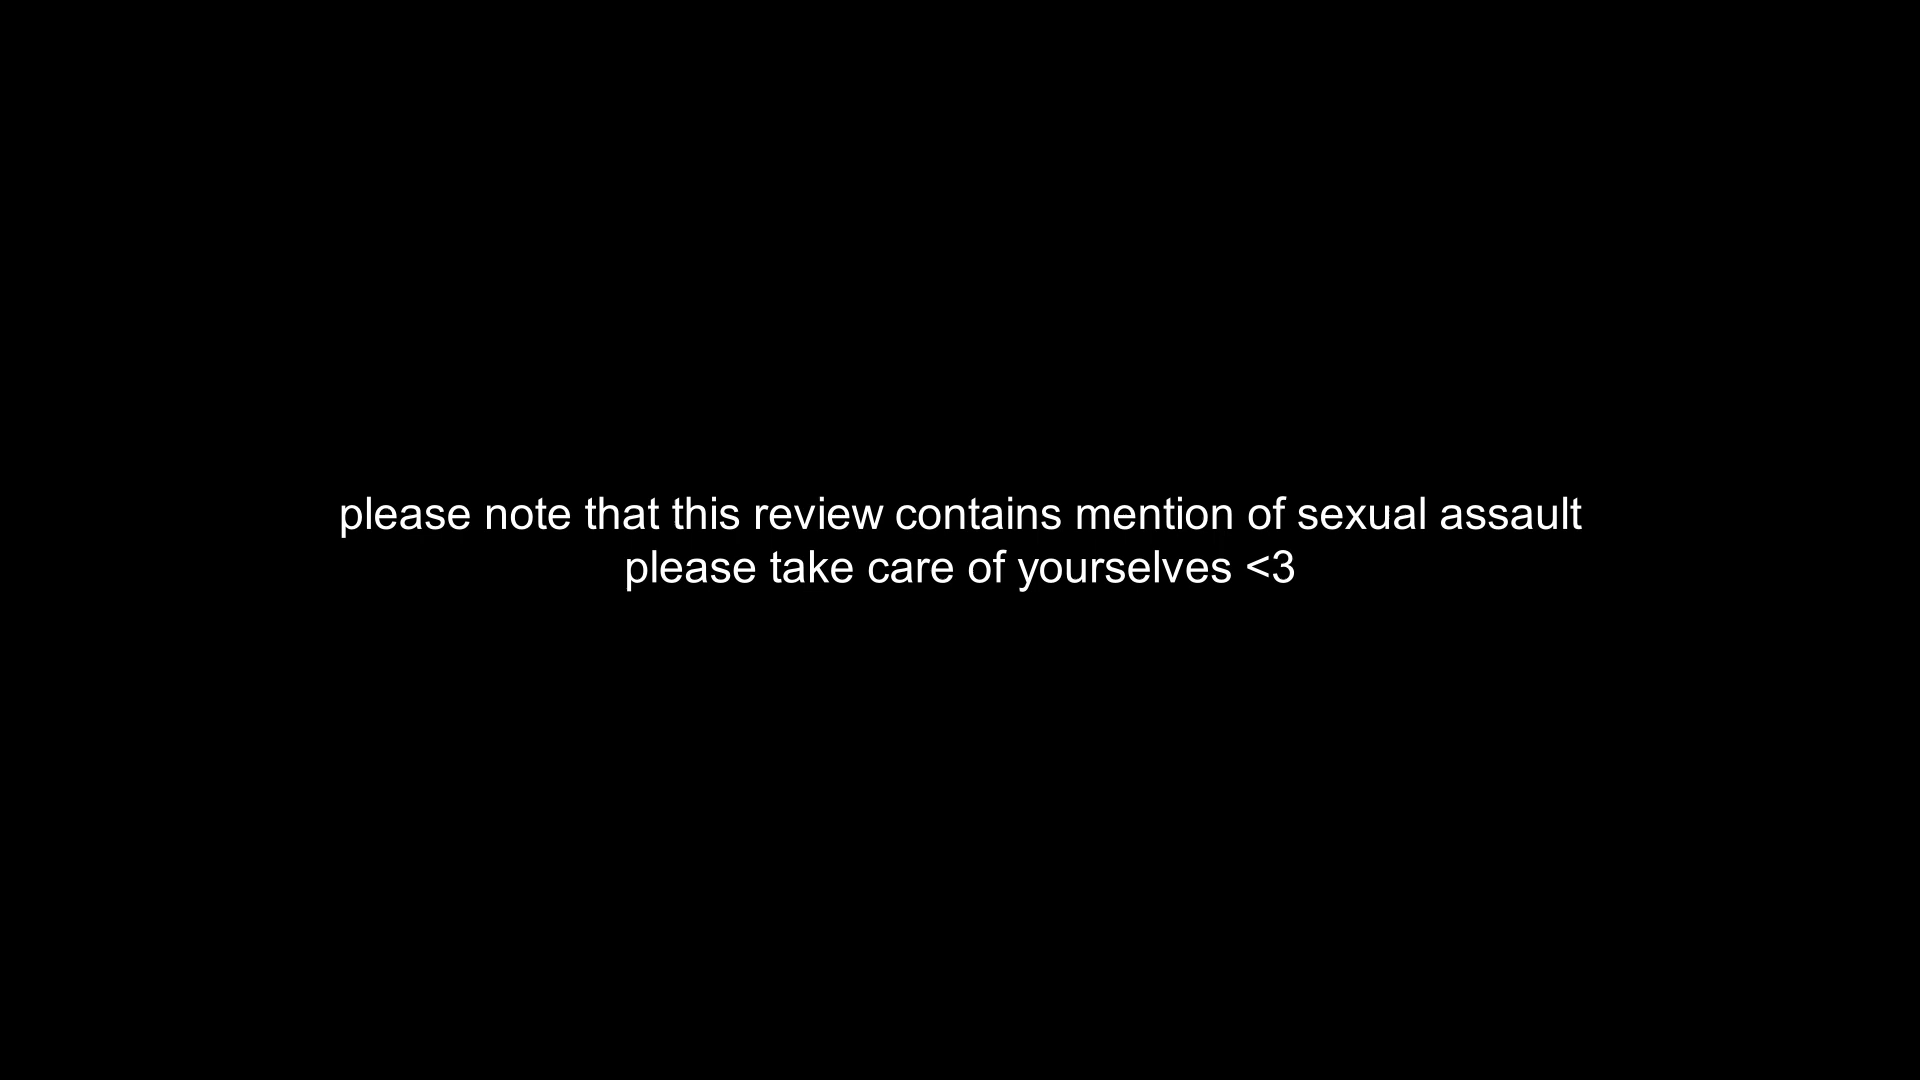 please note that this review contains mention of sexual assault
please take care of yourselves <3